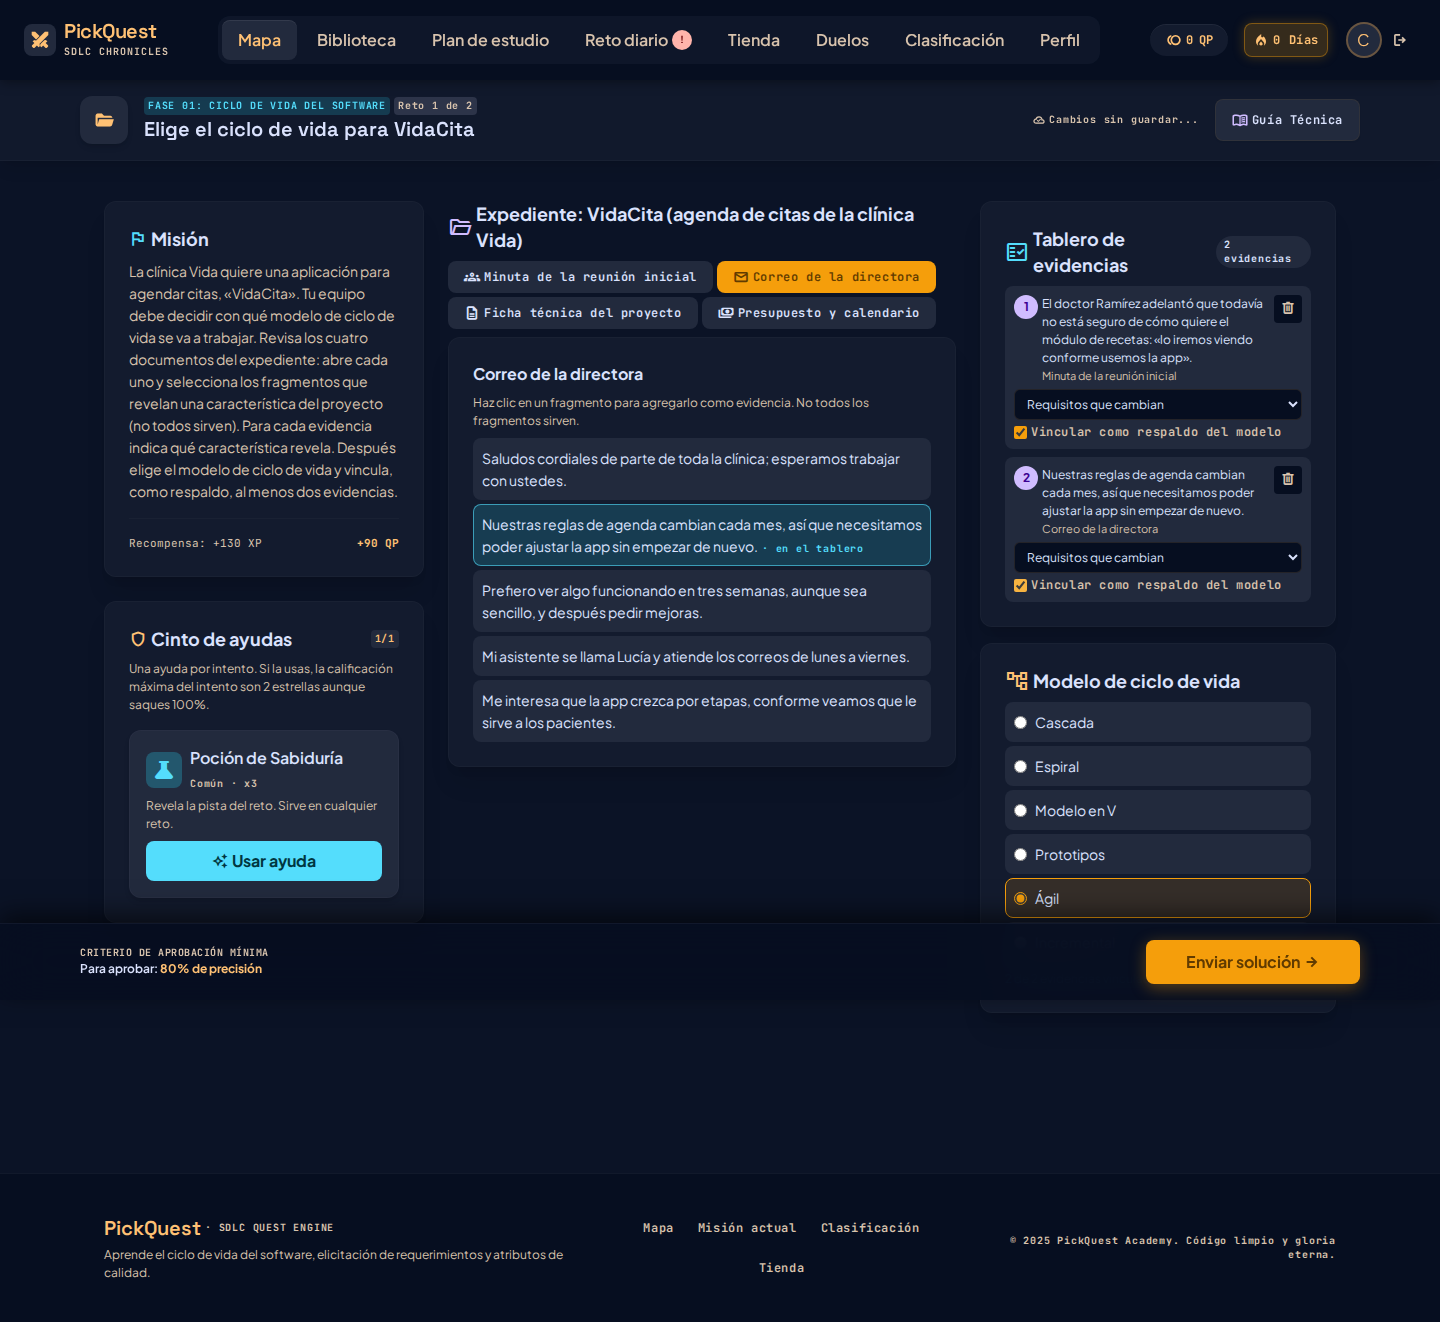 PickQuest
SDLC CHRONICLES
Mapa
Biblioteca
Plan de estudio
Reto diario !
Tienda
Duelos
Clasificación
Perfil
0 QP
0 Días
C
FASE 01: CICLO DE VIDA DEL SOFTWARE
Reto 1 de 2
Elige el ciclo de vida para VidaCita
Cambios sin guardar...
Guía Técnica
Misión
La clínica Vida quiere una aplicación para
agendar citas, «VidaCita». Tu equipo
debe decidir con qué modelo de ciclo de
vida se va a trabajar. Revisa los cuatro
documentos del expediente: abre cada
uno y selecciona los fragmentos que
revelan una característica del proyecto
(no todos sirven). Para cada evidencia
indica qué característica revela. Después
elige el modelo de ciclo de vida y vincula,
como respaldo, al menos dos evidencias.
Recompensa: +130 XP
+90 QP
Cinto de ayudas
1/1
Una ayuda por intento. Si la usas, la calificación
máxima del intento son 2 estrellas aunque
saques 100%.
Poción de Sabiduría
Común · x3
Revela la pista del reto. Sirve en cualquier
reto.
Usar ayuda
Expediente: VidaCita (agenda de citas de la clínica
Vida)
Minuta de la reunión inicial
Correo de la directora
Ficha técnica del proyecto
Presupuesto y calendario
Correo de la directora
Haz clic en un fragmento para agregarlo como evidencia. No todos los
fragmentos sirven.
Saludos cordiales de parte de toda la clínica; esperamos trabajar
con ustedes.
Nuestras reglas de agenda cambian cada mes, así que necesitamos
poder ajustar la app sin empezar de nuevo. · en el tablero
Prefiero ver algo funcionando en tres semanas, aunque sea
sencillo, y después pedir mejoras.
Mi asistente se llama Lucía y atiende los correos de lunes a viernes.
Me interesa que la app crezca por etapas, conforme veamos que le
sirve a los pacientes.
Tablero de
evidencias
2
evidencias
1
El doctor Ramírez adelantó que todavía
no está seguro de cómo quiere el
módulo de recetas: «lo iremos viendo
conforme usemos la app».
Minuta de la reunión inicial
Requisitos que cambian
Vincular como respaldo del modelo
2
Nuestras reglas de agenda cambian
cada mes, así que necesitamos poder
ajustar la app sin empezar de nuevo.
Correo de la directora
Requisitos que cambian
Vincular como respaldo del modelo
Modelo de ciclo de vida
Cascada
Espiral
Modelo en V
Prototipos
Ágil
CRITERIO DE APROBACIÓN MÍNIMA
Para aprobar: 80% de precisión
Enviar solución →
PickQuest · SDLC QUEST ENGINE
Aprende el ciclo de vida del software, elicitación de requerimientos y atributos de
calidad.
Mapa
Misión actual
Clasificación
Tienda
© 2025 PickQuest Academy. Código limpio y gloria
eterna.